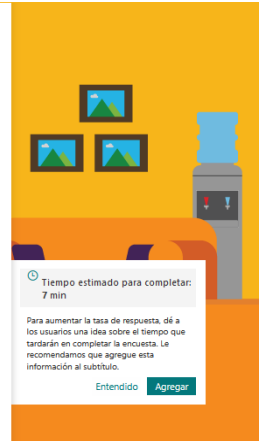 Tiempo estimado para completar:
7 min
Para aumentar la tasa de respuesta, dé a
los usuarios una idea sobre el tiempo que
tardarán en completar la encuesta. Le
recomendamos que agregue esta
información al subtítulo.
Entendido Agregar